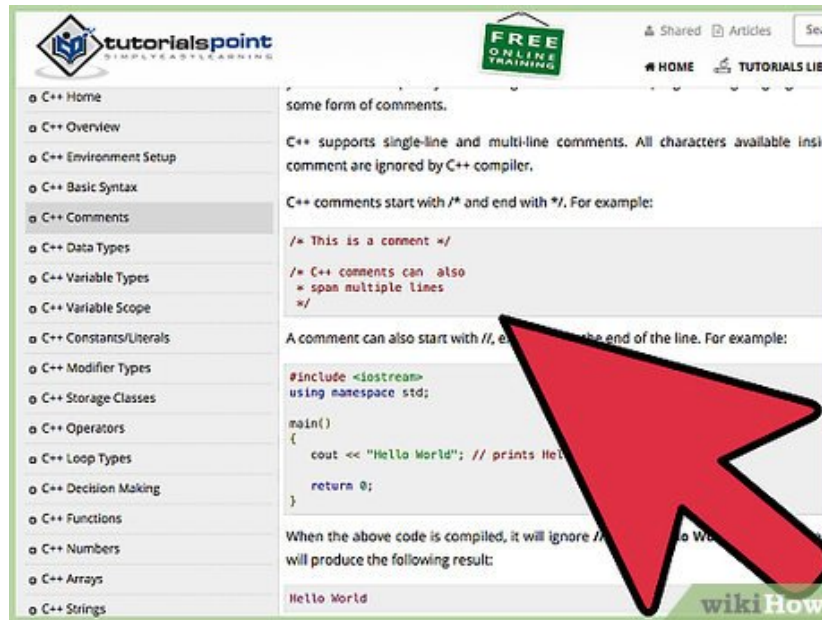 tutorialspoint
SIMPLYEASYLEARNING
FREE
ONLINE
TRAINING
Shared Articles Sea
HOME TUTORIALS LIB
C++ Home
C++ Overview
C++ Environment Setup
C++ Basic Syntax
C++ Comments
C++ Data Types
C++ Variable Types
C++ Variable Scope
C++ Constants/Literals
C++ Modifier Types
C++ Storage Classes
C++ Operators
C++ Loop Types
C++ Decision Making
C++ Functions
C++ Numbers
C++ Arrays
C++ Strings
some form of comments.
C++ supports single-line and multi-line comments. All characters available insi
comment are ignored by C++ compiler.
C++ comments start with /* and end with */. For example:
/* This is a comment */
/* C++ comments can also
* span multiple lines
*/
A comment can also start with //, e the end of the line. For example:
#include <iostream>
using namespace std;
main()
{
cout << "Hello World"; // prints Hel
return 0;
}
When the above code is compiled, it will ignore //
will produce the following result:
Hello World
wikiHow